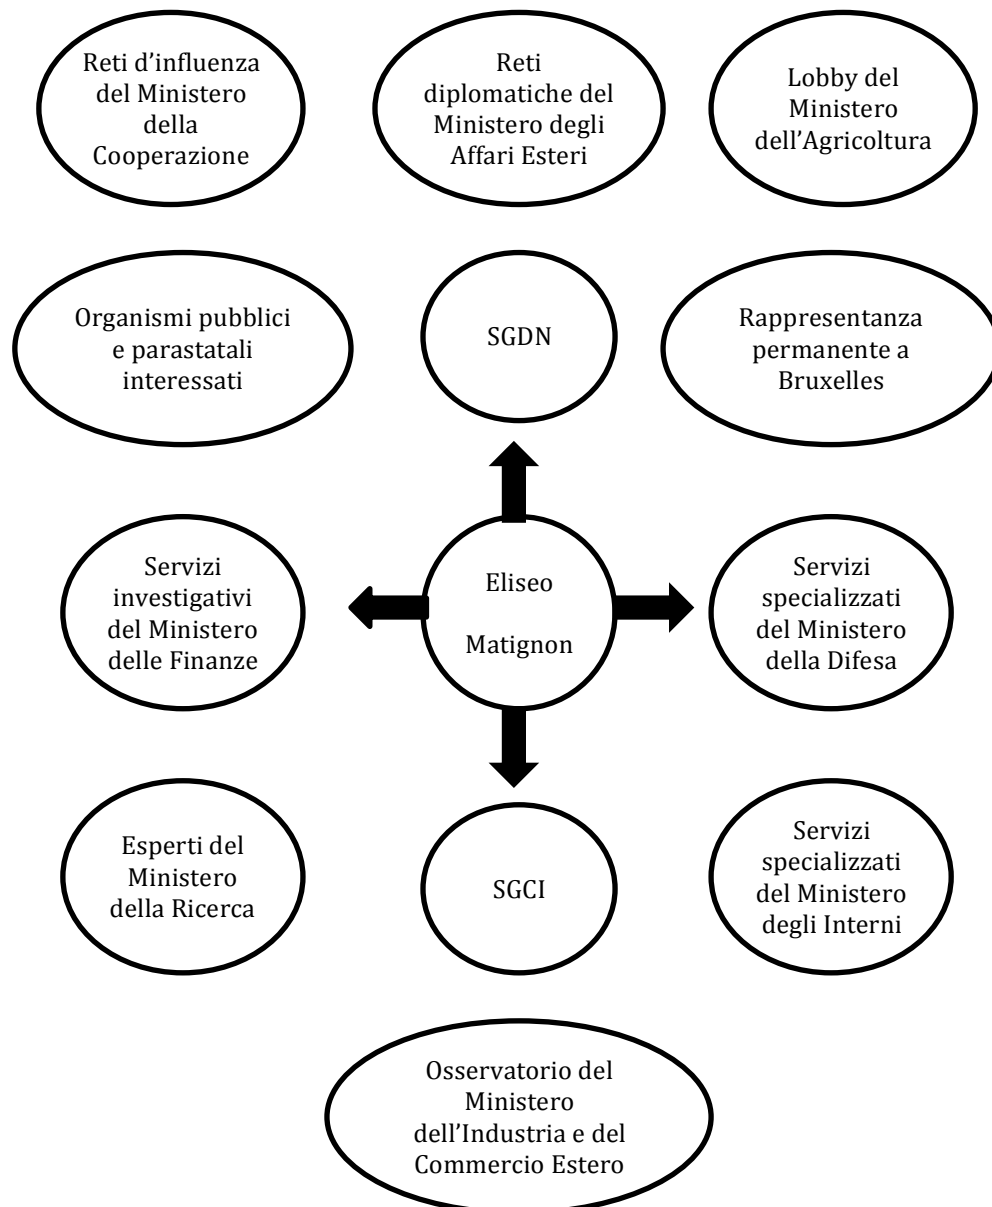 Reti d’influenza
del Ministero
della
Cooperazione
Reti
diplomatiche del
Ministero degli
Affari Esteri
Lobby del
Ministero
dell’Agricoltura
Organismi pubblici
e parastatali
interessati
SGDN
Rappresentanza
permanente a
Bruxelles
Servizi
investigativi
del Ministero
delle Finanze
Eliseo
Matignon
Servizi
specializzati
del Ministero
della Difesa
Esperti del
Ministero
della Ricerca
SGCI
Servizi
specializzati
del Ministero
degli Interni
Osservatorio del
Ministero
dell’Industria e del
Commercio Estero